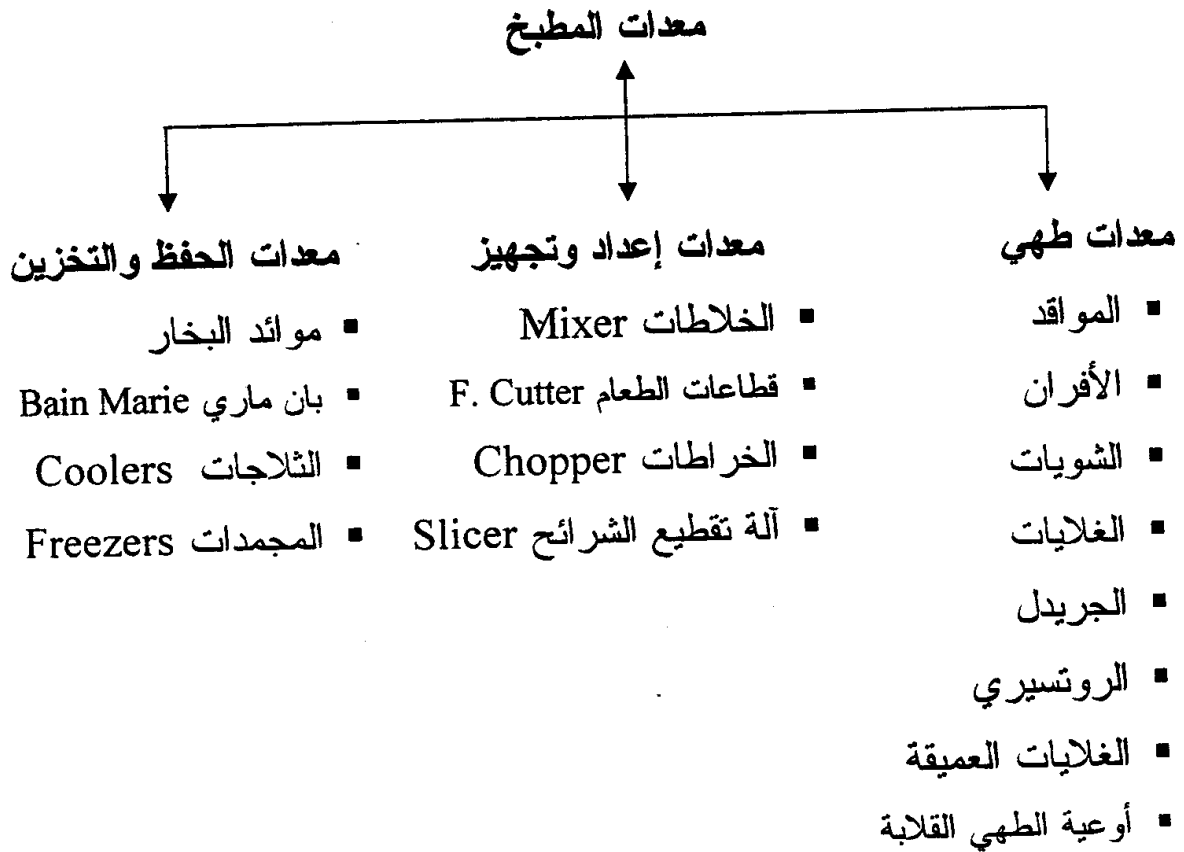 معدات المطبخ
معدات طهي
▪ المواقد
▪ الأفران
▪ الشويات
▪ الغلايات
▪ الجريدل
▪ الروتسيري
▪ الغلايات العميقة
▪ أوعية الطهي القلابة
معدات إعداد وتجهيز
▪ الخلاطات Mixer
▪ قطاعات الطعام F. Cutter
▪ الخراطات Chopper
▪ آلة تقطيع الشرائح Slicer
معدات الحفظ والتخزين
▪ موائد البخار
▪ بان ماري Bain Marie
▪ الثلاجات Coolers
▪ المجمدات Freezers